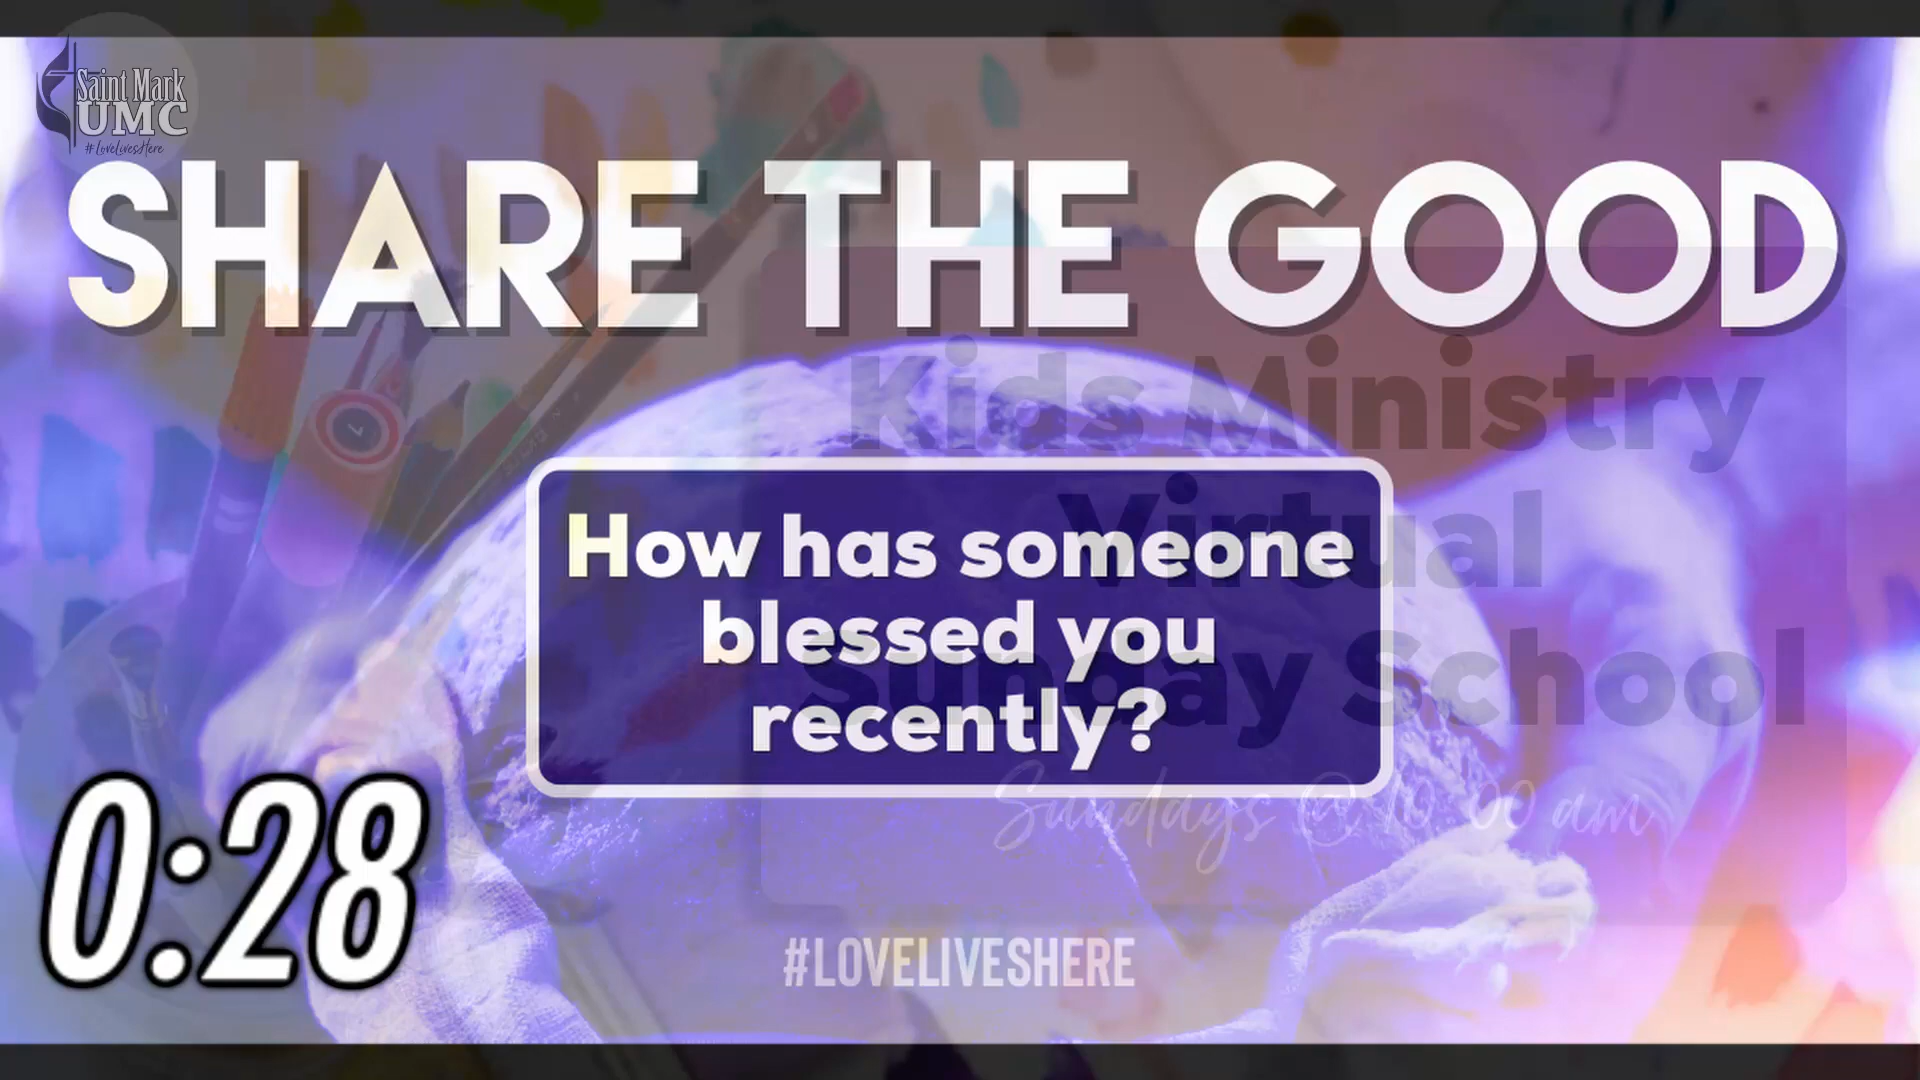 Saint Mark
UMC
#LoveLivesHere
SHARE THE GOOD
Kids Ministry
Virtual
Sunday School
Sundays @ 10:00 am
How has someone
blessed you
recently?
0:28
#LOVELIVESHERE